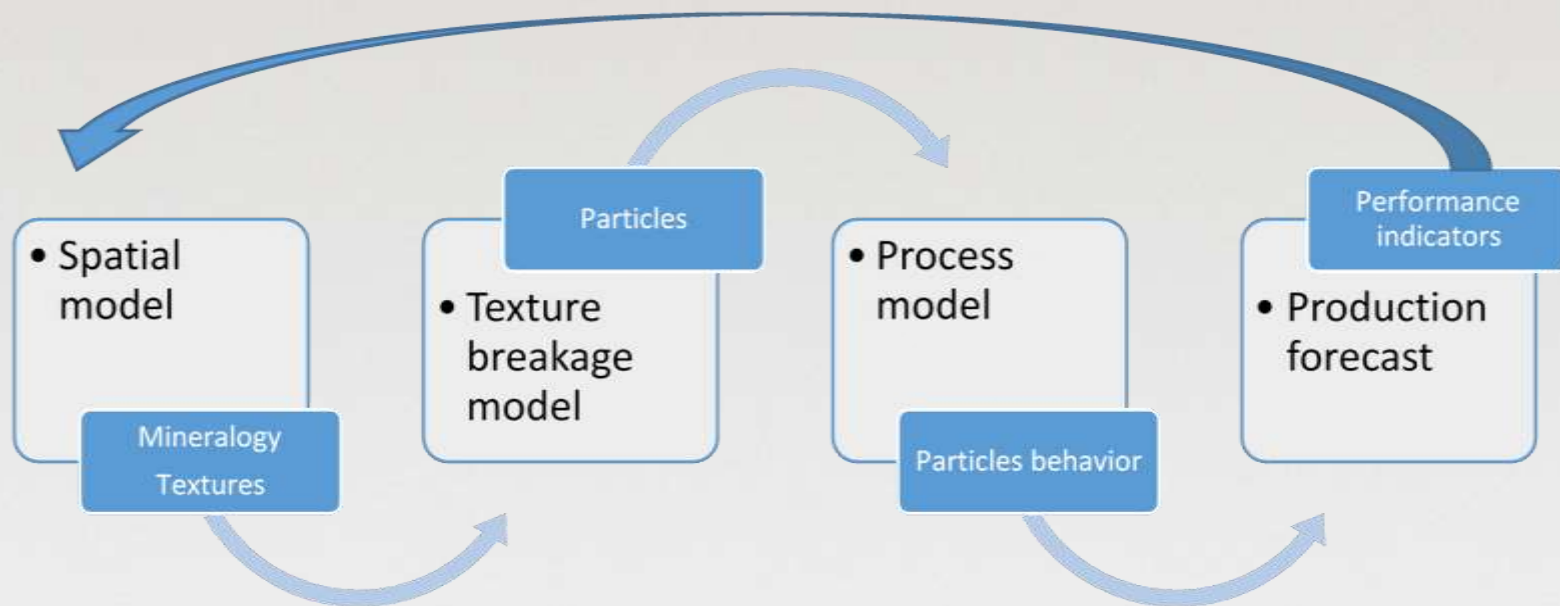 • Spatial
model
Mineralogy
Textures
Particles
• Texture
breakage
model
• Process
model
Particles behavior
Performance
indicators
• Production
forecast